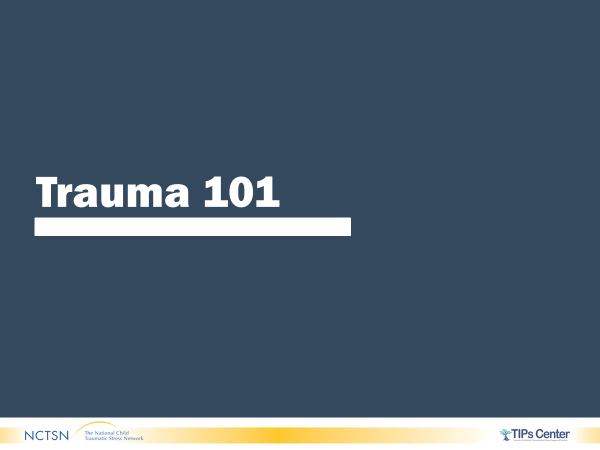 Trauma 101
NCTSN
The National Child
Traumatic Stress Network
TIPs Center